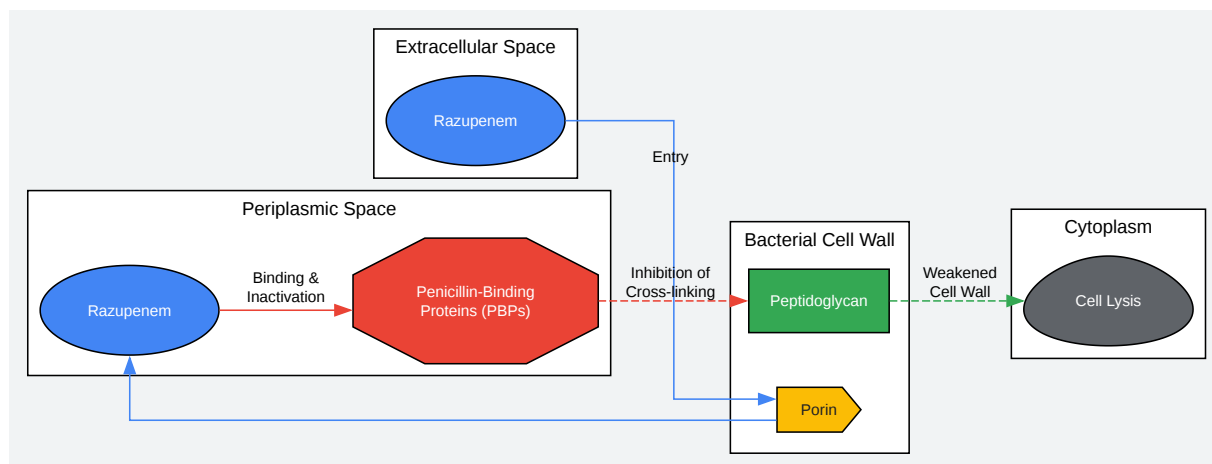 Extracellular Space
Razupenem
Entry
Periplasmic Space
Razupenem
Binding &
Inactivation
Penicillin-Binding
Proteins (PBPs)
Inhibition of
Cross-linking
Bacterial Cell Wall
Peptidoglycan
Porin
Weakened
Cell Wall
Cytoplasm
Cell Lysis